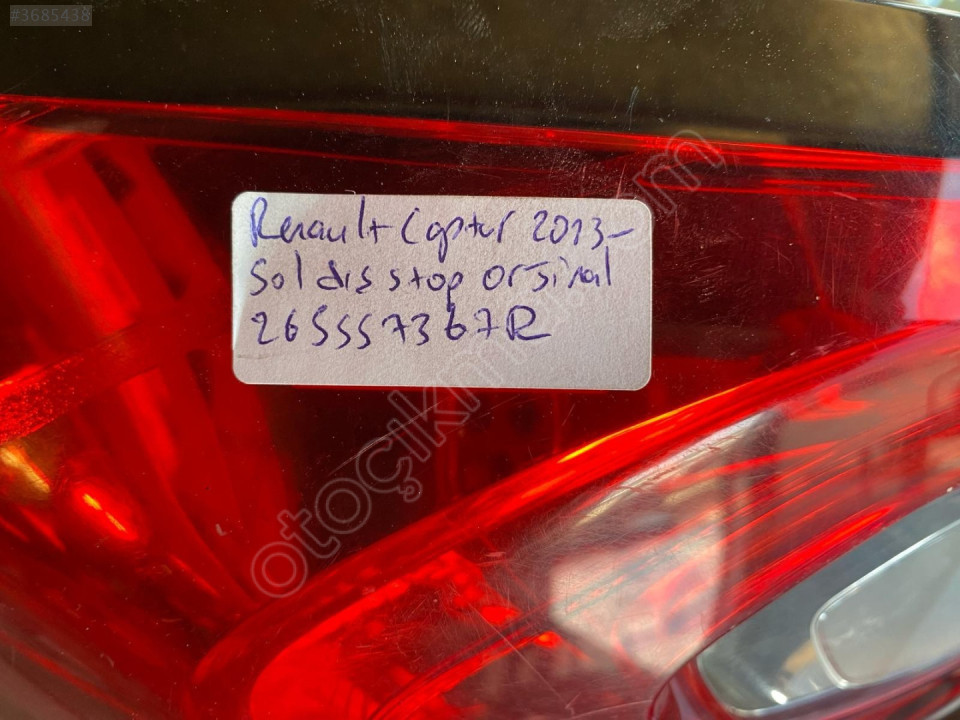 #3685438
Renault Captur 2013-
Sol dış stop orjinal
265557367R
otoçıkma.com